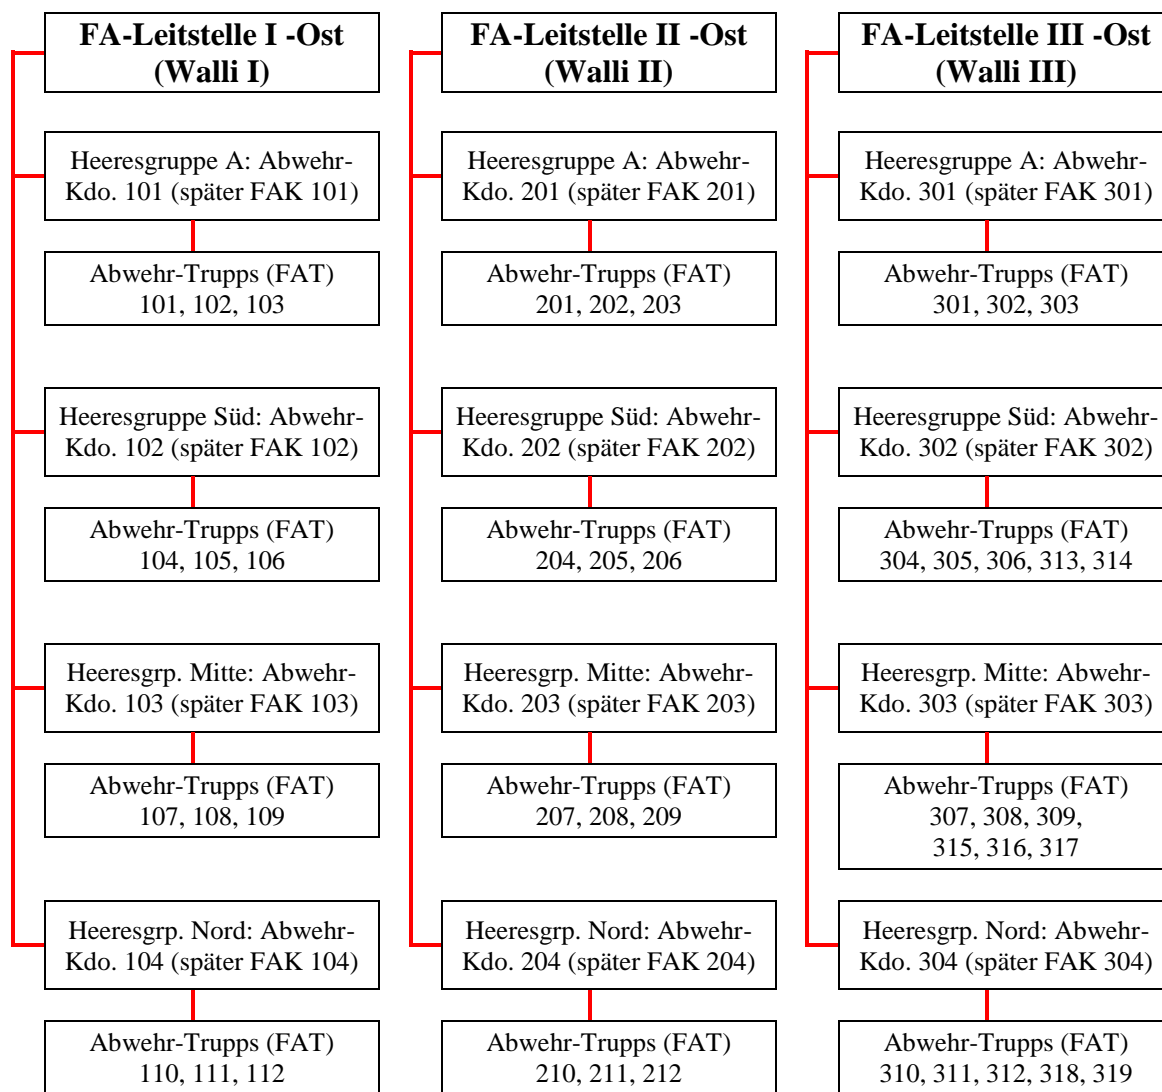 FA-Leitstelle I -Ost
(Walli I)
Heeresgruppe A: Abwehr-
Kdo. 101 (später FAK 101)
Abwehr-Trupps (FAT)
101, 102, 103
Heeresgruppe Süd: Abwehr-
Kdo. 102 (später FAK 102)
Abwehr-Trupps (FAT)
104, 105, 106
Heeresgrp. Mitte: Abwehr-
Kdo. 103 (später FAK 103)
Abwehr-Trupps (FAT)
107, 108, 109
Heeresgrp. Nord: Abwehr-
Kdo. 104 (später FAK 104)
Abwehr-Trupps (FAT)
110, 111, 112
FA-Leitstelle II -Ost
(Walli II)
Heeresgruppe A: Abwehr-
Kdo. 201 (später FAK 201)
Abwehr-Trupps (FAT)
201, 202, 203
Heeresgruppe Süd: Abwehr-
Kdo. 202 (später FAK 202)
Abwehr-Trupps (FAT)
204, 205, 206
Heeresgrp. Mitte: Abwehr-
Kdo. 203 (später FAK 203)
Abwehr-Trupps (FAT)
207, 208, 209
Heeresgrp. Nord: Abwehr-
Kdo. 204 (später FAK 204)
Abwehr-Trupps (FAT)
210, 211, 212
FA-Leitstelle III -Ost
(Walli III)
Heeresgruppe A: Abwehr-
Kdo. 301 (später FAK 301)
Abwehr-Trupps (FAT)
301, 302, 303
Heeresgruppe Süd: Abwehr-
Kdo. 302 (später FAK 302)
Abwehr-Trupps (FAT)
304, 305, 306, 313, 314
Heeresgrp. Mitte: Abwehr-
Kdo. 303 (später FAK 303)
Abwehr-Trupps (FAT)
307, 308, 309,
315, 316, 317
Heeresgrp. Nord: Abwehr-
Kdo. 304 (später FAK 304)
Abwehr-Trupps (FAT)
310, 311, 312, 318, 319